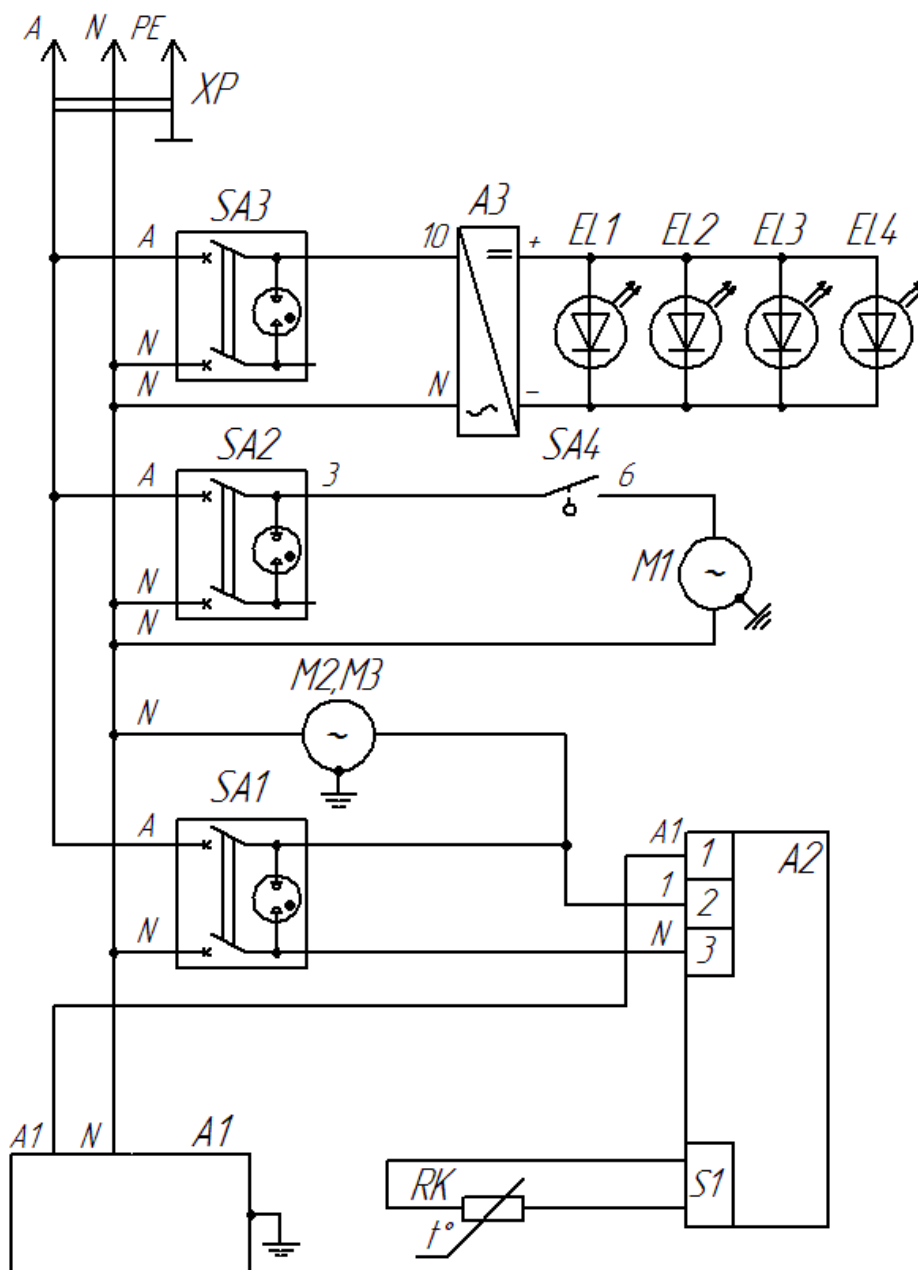 A N PE
XP
SA3 A3 EL1 EL2 EL3 EL4
A 10 +
N
N N -
SA2 SA4
A 3 6
M1
~
N
N
M2,M3
N
~
SA1
A A1 1 A2
1 2
N N 3
A1 N A1
RK S1
t°